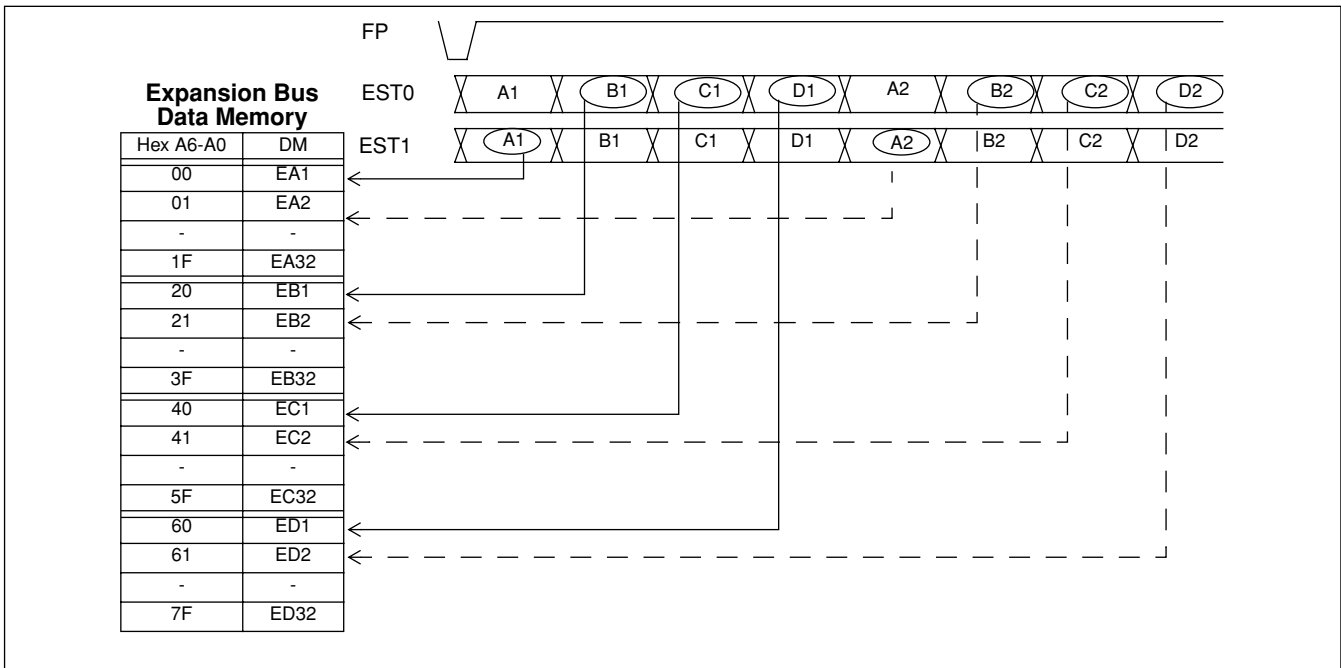 FP
EST0 A1 B1 C1 D1 A2 B2 C2 D2
EST1 A1 B1 C1 D1 A2 B2 C2 D2
Expansion Bus
Data Memory
Hex A6-A0 DM
00 EA1
01 EA2
- -
1F EA32
20 EB1
21 EB2
- -
3F EB32
40 EC1
41 EC2
- -
5F EC32
60 ED1
61 ED2
- -
7F ED32